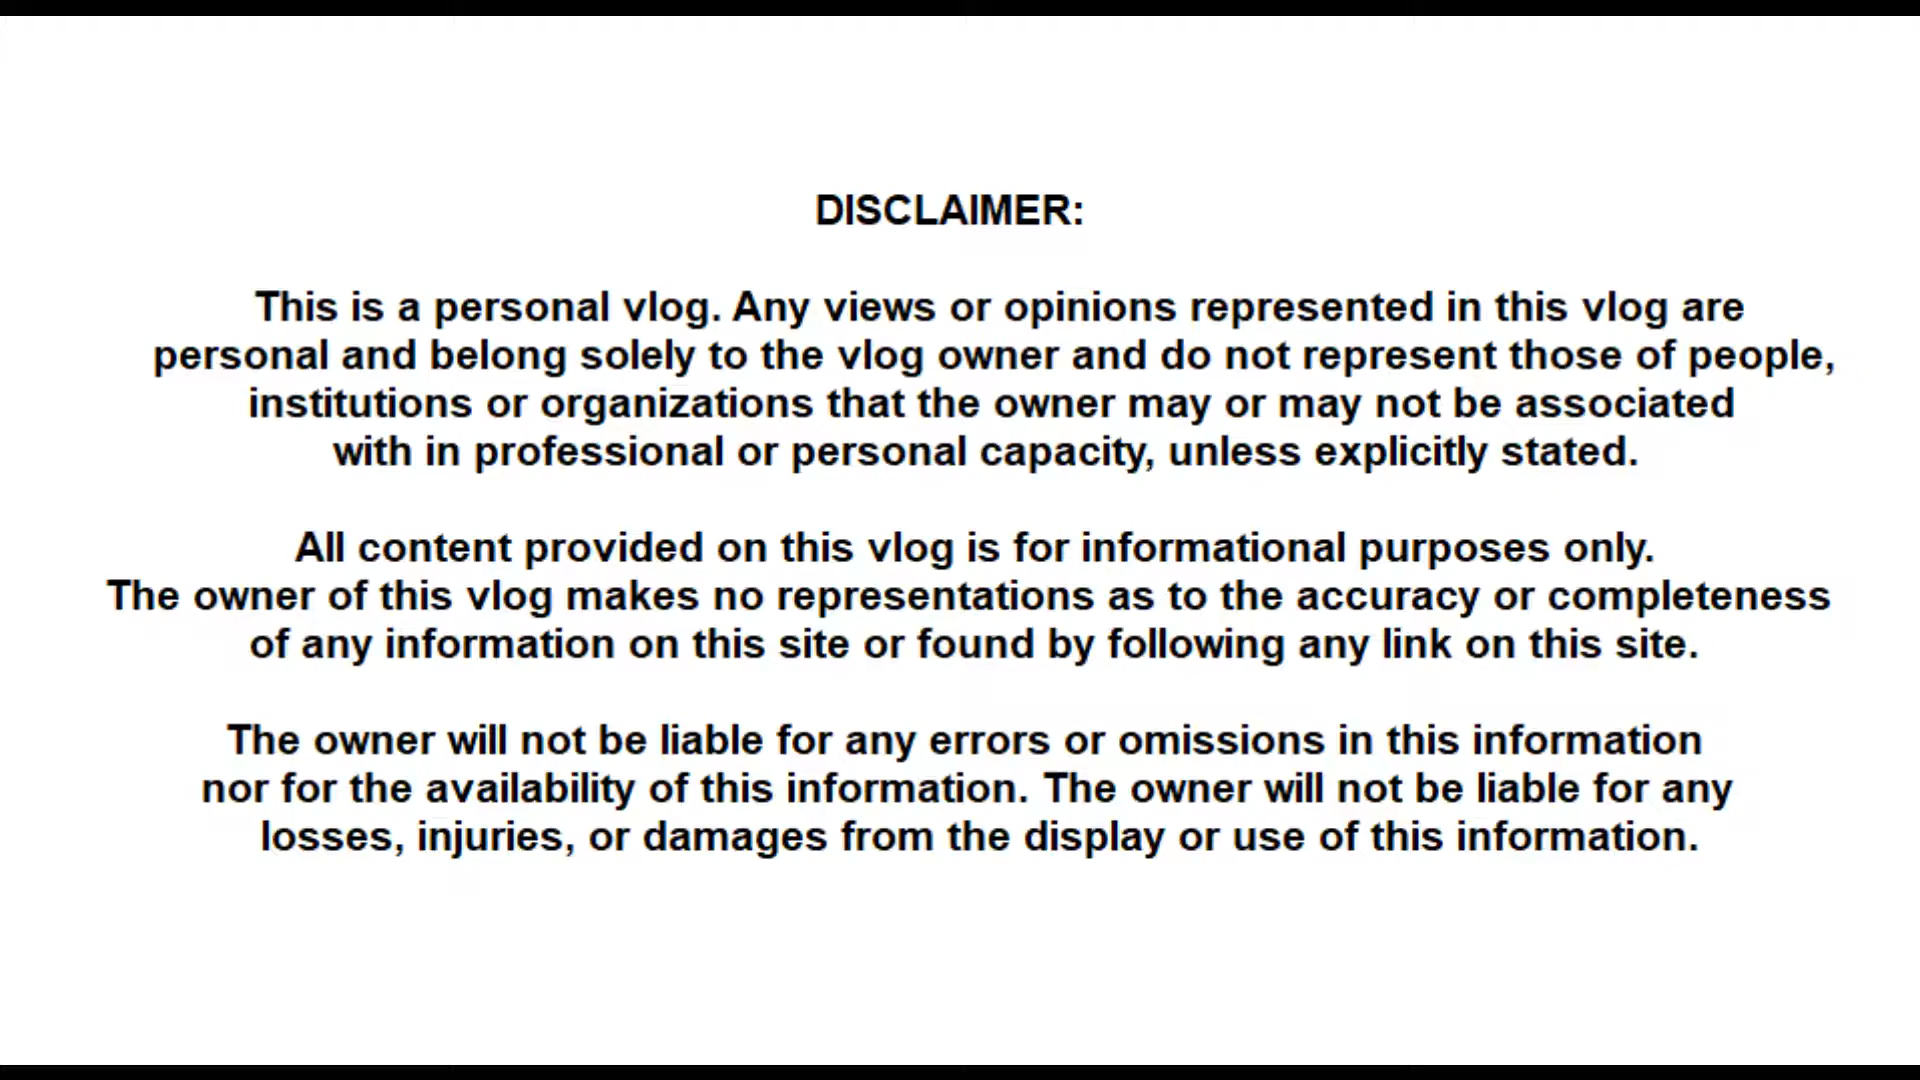 DISCLAIMER:
This is a personal vlog. Any views or opinions represented in this vlog are
personal and belong solely to the vlog owner and do not represent those of people,
institutions or organizations that the owner may or may not be associated
with in professional or personal capacity, unless explicitly stated.
All content provided on this vlog is for informational purposes only.
The owner of this vlog makes no representations as to the accuracy or completeness
of any information on this site or found by following any link on this site.
The owner will not be liable for any errors or omissions in this information
nor for the availability of this information. The owner will not be liable for any
losses, injuries, or damages from the display or use of this information.